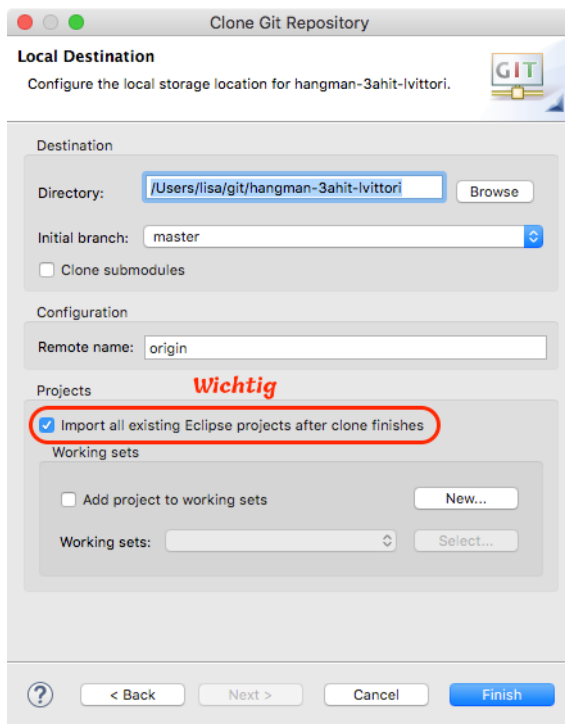 Clone Git Repository
Local Destination
Configure the local storage location for hangman-3ahit-lvittori.
GIT
Destination
Directory: /Users/lisa/git/hangman-3ahit-lvittori Browse
Initial branch: master
Clone submodules
Configuration
Remote name: origin
Projects Wichtig
Import all existing Eclipse projects after clone finishes
Working sets
Add project to working sets New...
Working sets: Select...
? < Back Next > Cancel Finish